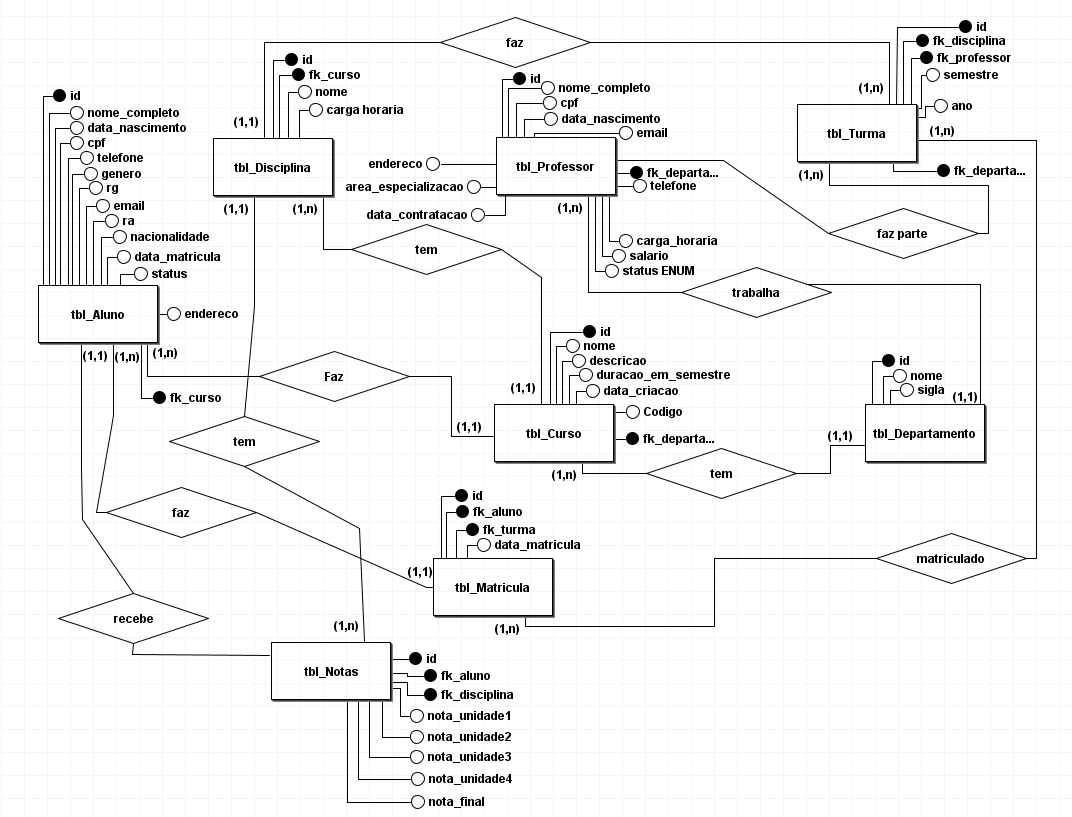 faz
id
fk_disciplina
fk_professor
semestre
ano
(1,n)
tbl_Turma
(1,n)
(1,n)
fk_departa...
id
fk_curso
nome
carga horaria
(1,1)
tbl_Disciplina
(1,1)
(1,n)
id
nome_completo
cpf
data_nascimento
email
tbl_Professor
endereco
area_especializacao
data_contratacao
fk_departa...
telefone
(1,n)
carga_horaria
salario
status ENUM
id
nome_completo
data_nascimento
cpf
telefone
genero
rg
email
ra
nacionalidade
data_matricula
status
tbl_Aluno
endereco
(1,1)
(1,n)
(1,n)
fk_curso
tem
faz parte
trabalha
Faz
id
nome
descricao
duracao_em_semestre
data_criacao
Codigo
(1,1)
(1,1)
tbl_Curso
fk_departa...
(1,n)
id
nome
sigla
(1,1)
(1,1)
tbl_Departamento
tem
tem
faz
id
fk_aluno
fk_turma
data_matricula
(1,1)
tbl_Matricula
(1,n)
matriculado
recebe
(1,n)
tbl_Notas
id
fk_aluno
fk_disciplina
nota_unidade1
nota_unidade2
nota_unidade3
nota_unidade4
nota_final